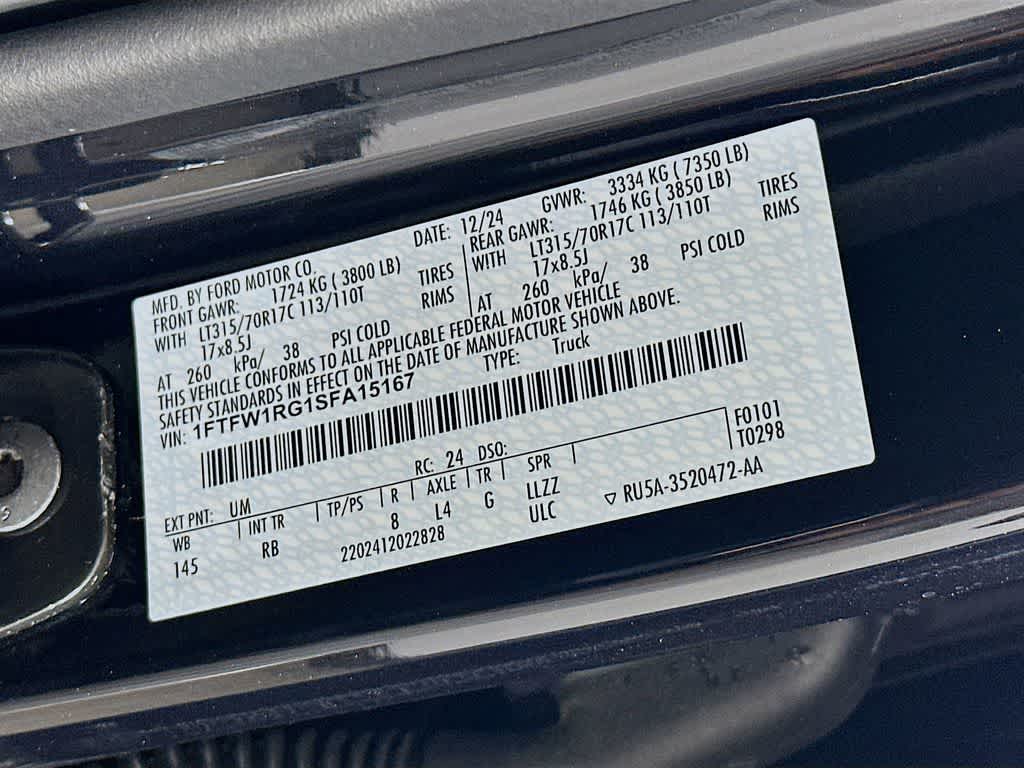 MFD. BY FORD MOTOR CO. DATE: 12/24 GVWR: 3334 KG ( 7350 LB)
FRONT GAWR: 1724 KG ( 3800 LB) REAR GAWR: 1746 KG ( 3850 LB)
WITH LT315/70R17C 113/110T TIRES WITH LT315/70R17C 113/110T TIRES
17x8.5J RIMS 17x8.5J RIMS
AT 260 kPa/ 38 PSI COLD AT 260 kPa/ 38 PSI COLD
THIS VEHICLE CONFORMS TO ALL APPLICABLE FEDERAL MOTOR VEHICLE
SAFETY STANDARDS IN EFFECT ON THE DATE OF MANUFACTURE SHOWN ABOVE.
VIN: 1FTFW1RG1SFA15167 TYPE: Truck
F0101
T0298
EXT PNT: UM RC: 24 DSO:
WB INT TR TP/PS R AXLE TR SPR
145 RB 8 L4 G LLZZ
ULC
2202412022828 RU5A-3520472-AA